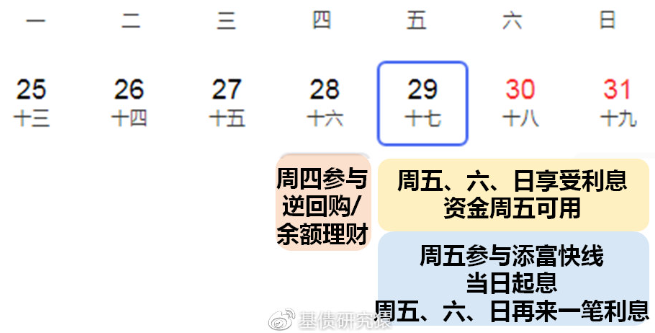 一 二 三 四 五 六 日
25 26 27 28 29 30 31
十三 十四 十五 十六 十七 十八 十九
周四参与
逆回购/
余额理财
周五、六、日享受利息
资金周五可用
周五参与添富快线
当日起息
周五、六、日再来一笔利息
@基债研究猿